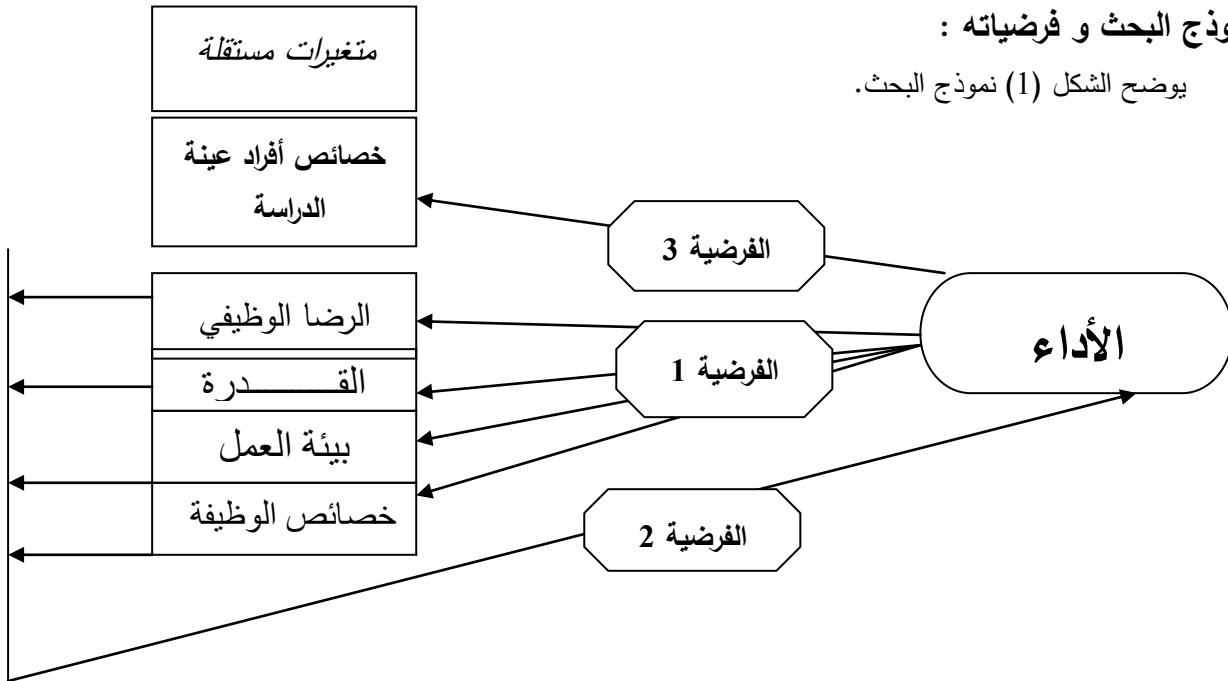 وذج البحث و فرضياته :
يوضح الشكل (1) نموذج البحث.
متغيرات مستقلة
خصائص أفراد عينة
الدراسة
الفرضية 3
الرضا الوظيفي
الأداء
الفرضية 1
القـــــــــدرة
بيئة العمل
خصائص الوظيفة
الفرضية 2